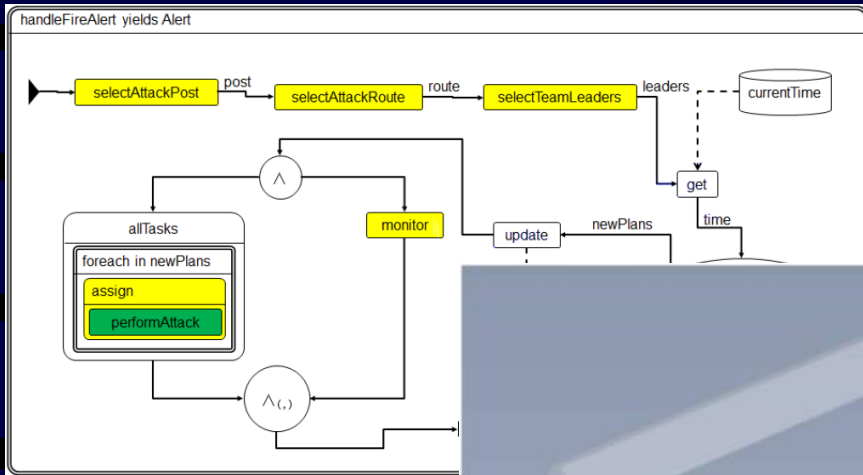 handleFireAlert yields Alert
selectAttackPost
post
selectAttackRoute
route
selectTeamLeaders
leaders
currentTime
get
time
∧
monitor
update
newPlans
allTasks
foreach in newPlans
assign
performAttack
∧(,)